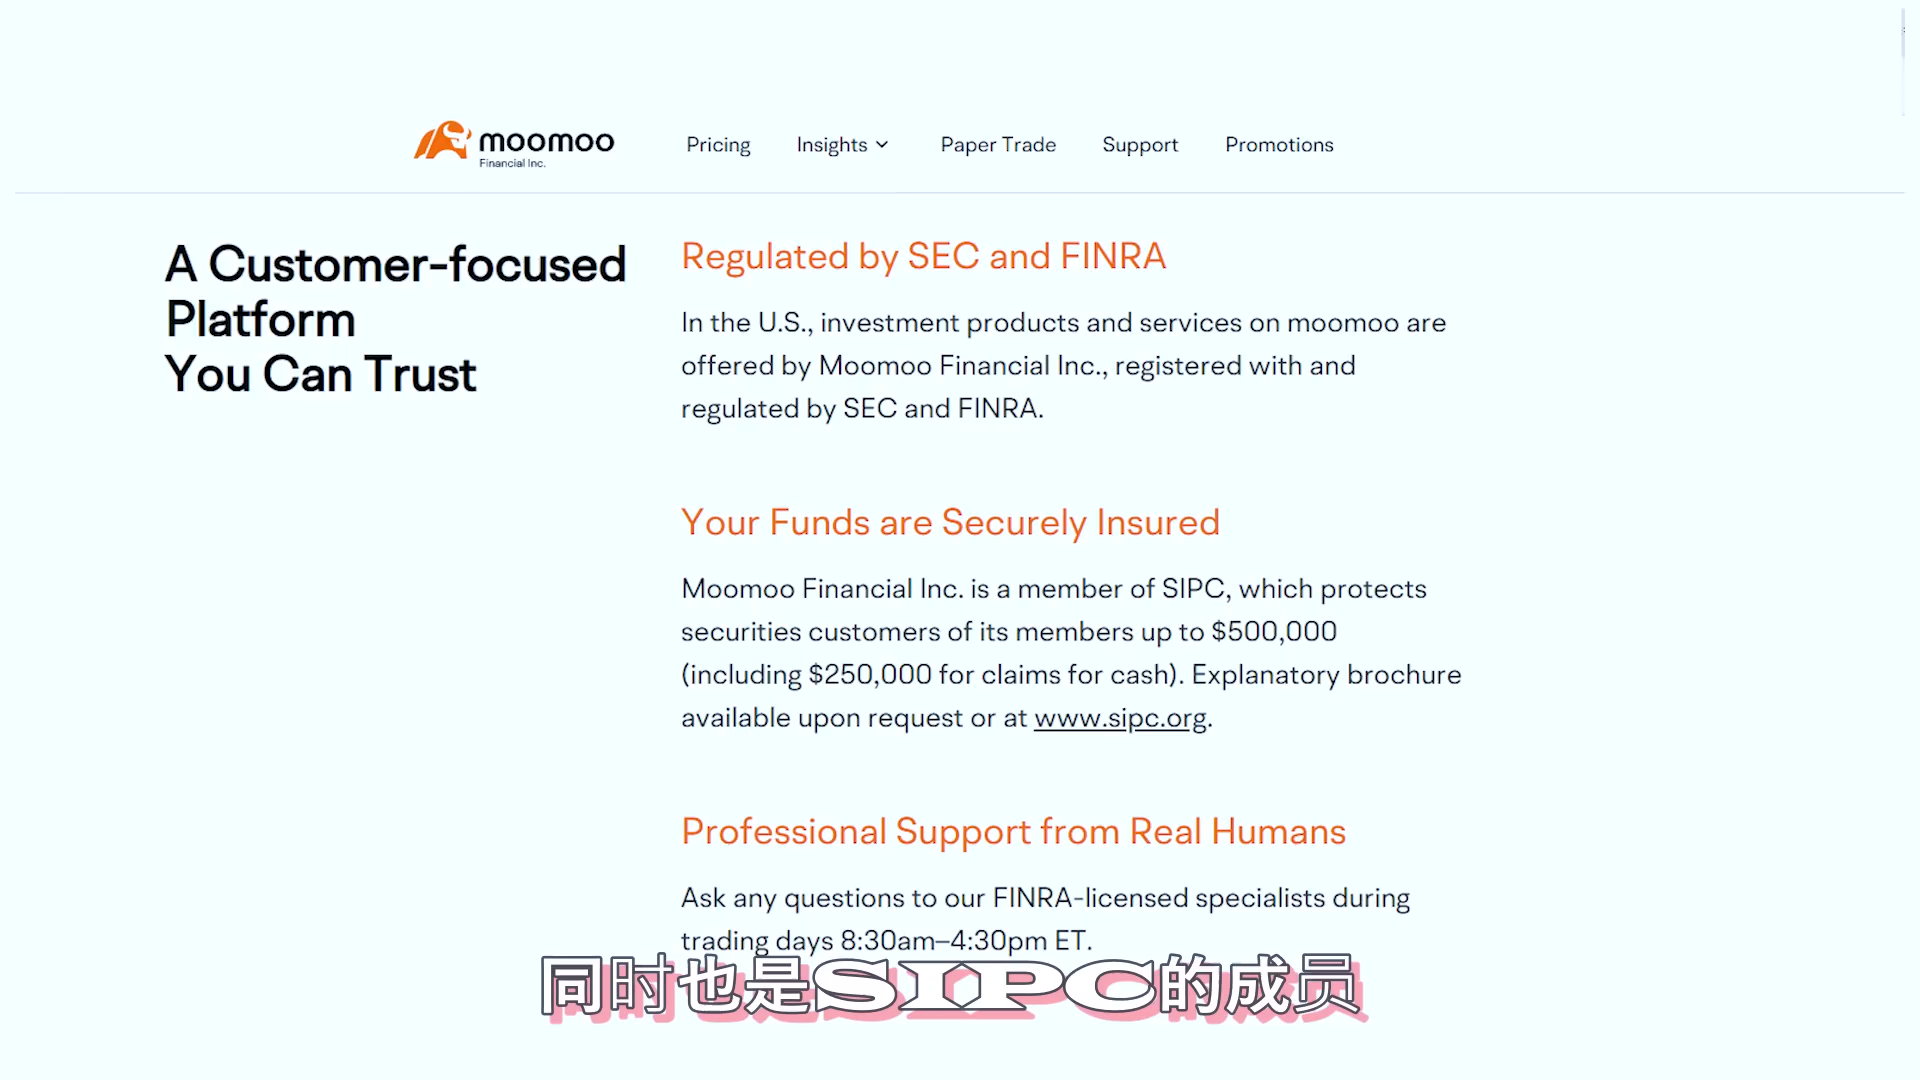 moomoo
Financial Inc.
Pricing
Insights
Paper Trade
Support
Promotions
A Customer-focused
Platform
You Can Trust
Regulated by SEC and FINRA
In the U.S., investment products and services on moomoo are
offered by Moomoo Financial Inc., registered with and
regulated by SEC and FINRA.
Your Funds are Securely Insured
Moomoo Financial Inc. is a member of SIPC, which protects
securities customers of its members up to $500,000
(including $250,000 for claims for cash). Explanatory brochure
available upon request or at www.sipc.org.
Professional Support from Real Humans
Ask any questions to our FINRA-licensed specialists during
trading days 8:30am–4:30pm ET.
同时也是SIPC的成员